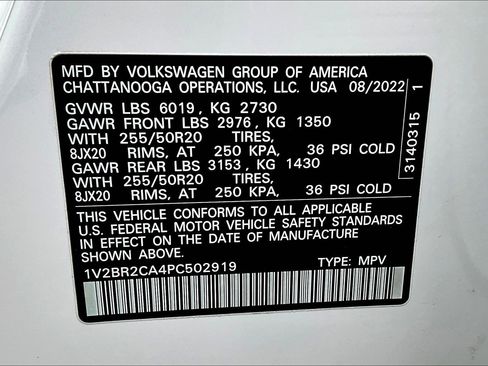 MFD BY VOLKSWAGEN GROUP OF AMERICA
CHATTANOOGA OPERATIONS, LLC. USA 08/2022
GVWR LBS 6019, KG 2730
GAWR FRONT LBS 2976, KG 1350
WITH 255/50R20 TIRES,
8JX20 RIMS, AT 250 KPA, 36 PSI COLD
GAWR REAR LBS 3153, KG 1430
WITH 255/50R20 TIRES,
8JX20 RIMS, AT 250 KPA, 36 PSI COLD
THIS VEHICLE CONFORMS TO ALL APPLICABLE
U.S. FEDERAL MOTOR VEHICLE SAFETY STANDARDS
IN EFFECT ON THE DATE OF MANUFACTURE
SHOWN ABOVE.
1V2BR2CA4PC502919 TYPE: MPV
3140315 1